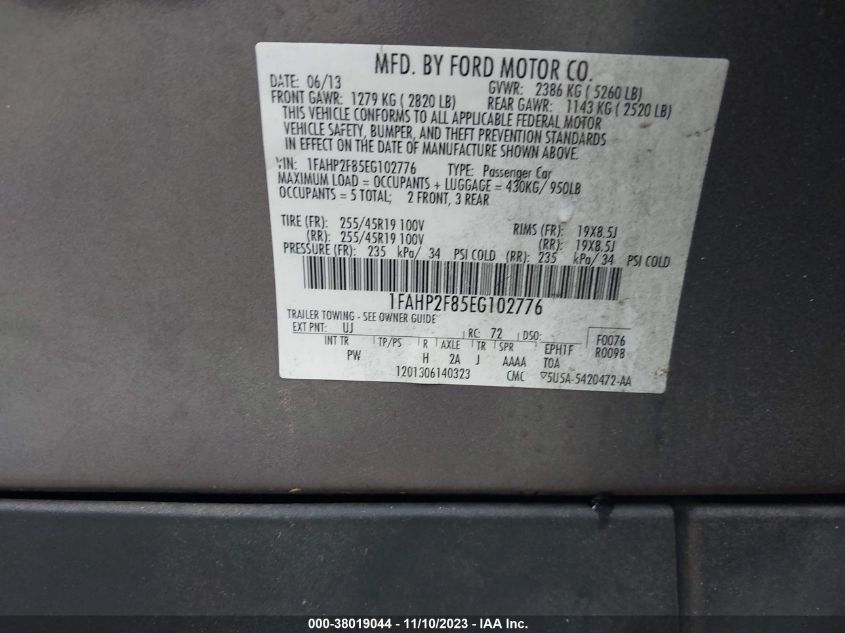 MFD. BY FORD MOTOR CO.
DATE: 06/13 GVWR: 2386 KG ( 5260 LB)
FRONT GAWR: 1279 KG ( 2820 LB) REAR GAWR: 1143 KG ( 2520 LB)
THIS VEHICLE CONFORMS TO ALL APPLICABLE FEDERAL MOTOR
VEHICLE SAFETY, BUMPER, AND THEFT PREVENTION STANDARDS
IN EFFECT ON THE DATE OF MANUFACTURE SHOWN ABOVE.
VIN: 1FAHP2F85EG102776 TYPE: Passenger Car
MAXIMUM LOAD = OCCUPANTS + LUGGAGE = 430KG/ 950LB
OCCUPANTS = 5 TOTAL; 2 FRONT, 3 REAR
TIRE (FR): 255/45R19 100V RIMS (FR): 19X8.5J
(RR): 255/45R19 100V (RR): 19X8.5J
PRESSURE (FR): 235 kPa/ 34 PSI COLD (RR): 235 kPa/ 34 PSI COLD
1FAHP2F85EG102776
TRAILER TOWING - SEE OWNER GUIDE
EXT PNT: UJ RC: 72 DSO: F0076
INT TR TP/PS R AXLE TR SPR EPH1F R0098
PW H 2A J AAAA T0A
1201306140323 CMC ▽5U5A-5420472-AA
000-38019044 - 11/10/2023 - IAA Inc.